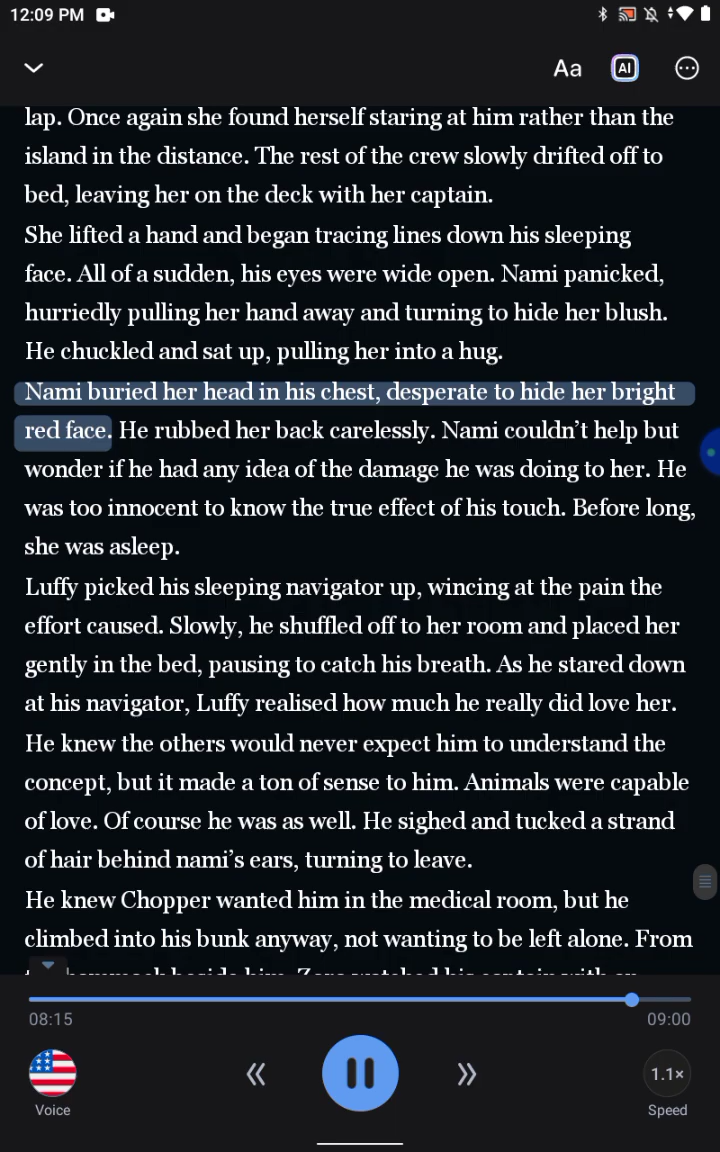 12:09 PM
Aa
AI
lap. Once again she found herself staring at him rather than the
island in the distance. The rest of the crew slowly drifted off to
bed, leaving her on the deck with her captain.
She lifted a hand and began tracing lines down his sleeping
face. All of a sudden, his eyes were wide open. Nami panicked,
hurriedly pulling her hand away and turning to hide her blush.
He chuckled and sat up, pulling her into a hug.
Nami buried her head in his chest, desperate to hide her bright
red face. He rubbed her back carelessly. Nami couldn’t help but
wonder if he had any idea of the damage he was doing to her. He
was too innocent to know the true effect of his touch. Before long,
she was asleep.
Luffy picked his sleeping navigator up, wincing at the pain the
effort caused. Slowly, he shuffled off to her room and placed her
gently in the bed, pausing to catch his breath. As he stared down
at his navigator, Luffy realised how much he really did love her.
He knew the others would never expect him to understand the
concept, but it made a ton of sense to him. Animals were capable
of love. Of course he was as well. He sighed and tucked a strand
of hair behind nami’s ears, turning to leave.
He knew Chopper wanted him in the medical room, but he
climbed into his bunk anyway, not wanting to be left alone. From
08:15
09:00
Voice
1.1×
Speed